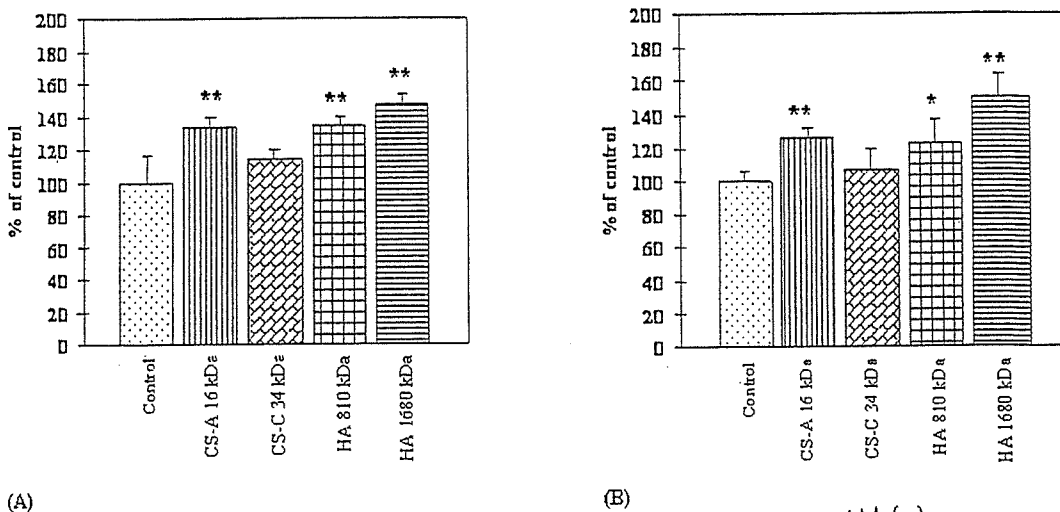 200
180
160
140
120
100
80
60
40
20
0
% of control
**
**
**
Control
CS-A 16 kDa
CS-C 34 kDa
HA 810 kDa
HA 1680 kDa
(A)
200
180
160
140
120
100
80
60
40
20
0
% of control
**
*
**
Control
CS-A 16 kDa
CS-C 34 kDa
HA 810 kDa
HA 1680 kDa
(B)